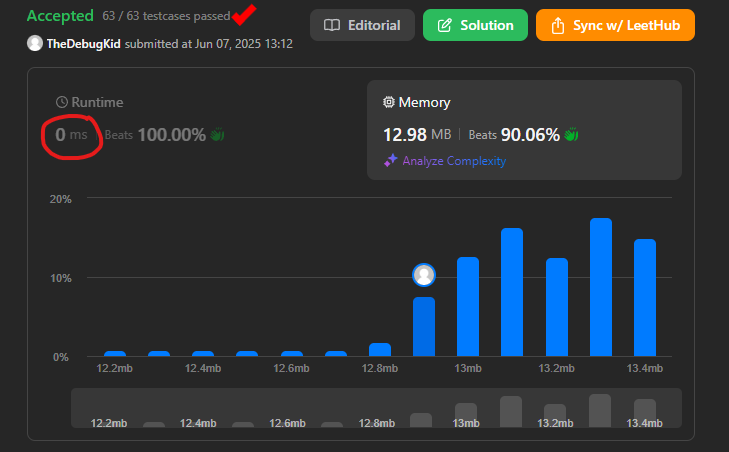 Accepted 63 / 63 testcases passed Editorial Solution Sync w/ LeetHub
TheDebugKid submitted at Jun 07, 2025 13:12
Runtime Memory
0 ms | Beats 100.00% 12.98 MB | Beats 90.06%
Analyze Complexity
20%
10%
0%
12.2mb 12.4mb 12.6mb 12.8mb 13mb 13.2mb 13.4mb
12.2mb 12.4mb 12.6mb 12.8mb 13mb 13.2mb 13.4mb